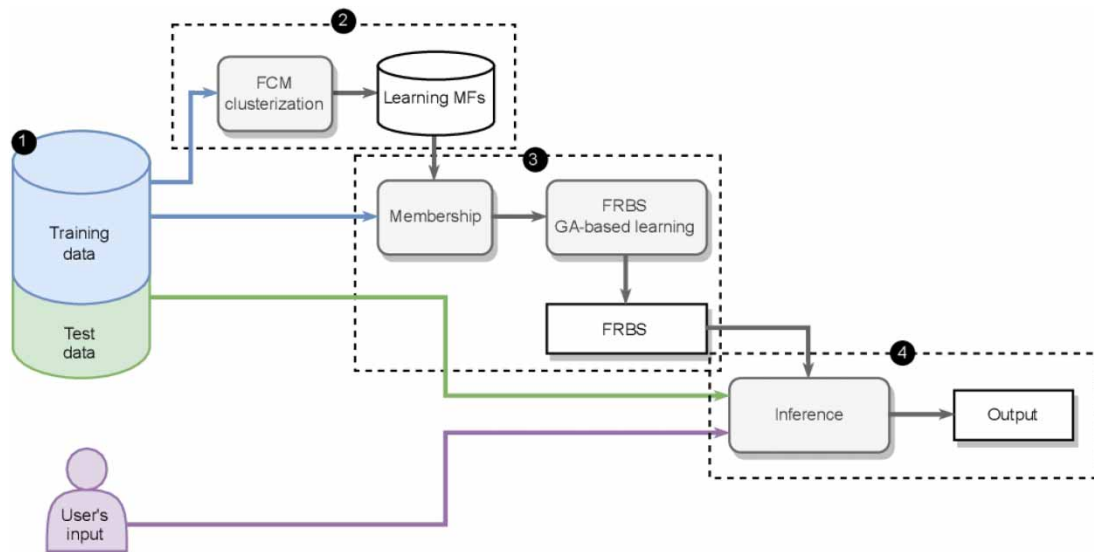 2
FCM
clusterization
Learning MFs
1
3
Membership
FRBS
GA-based learning
Training
data
FRBS
Test
data
4
Inference
Output
User's
input